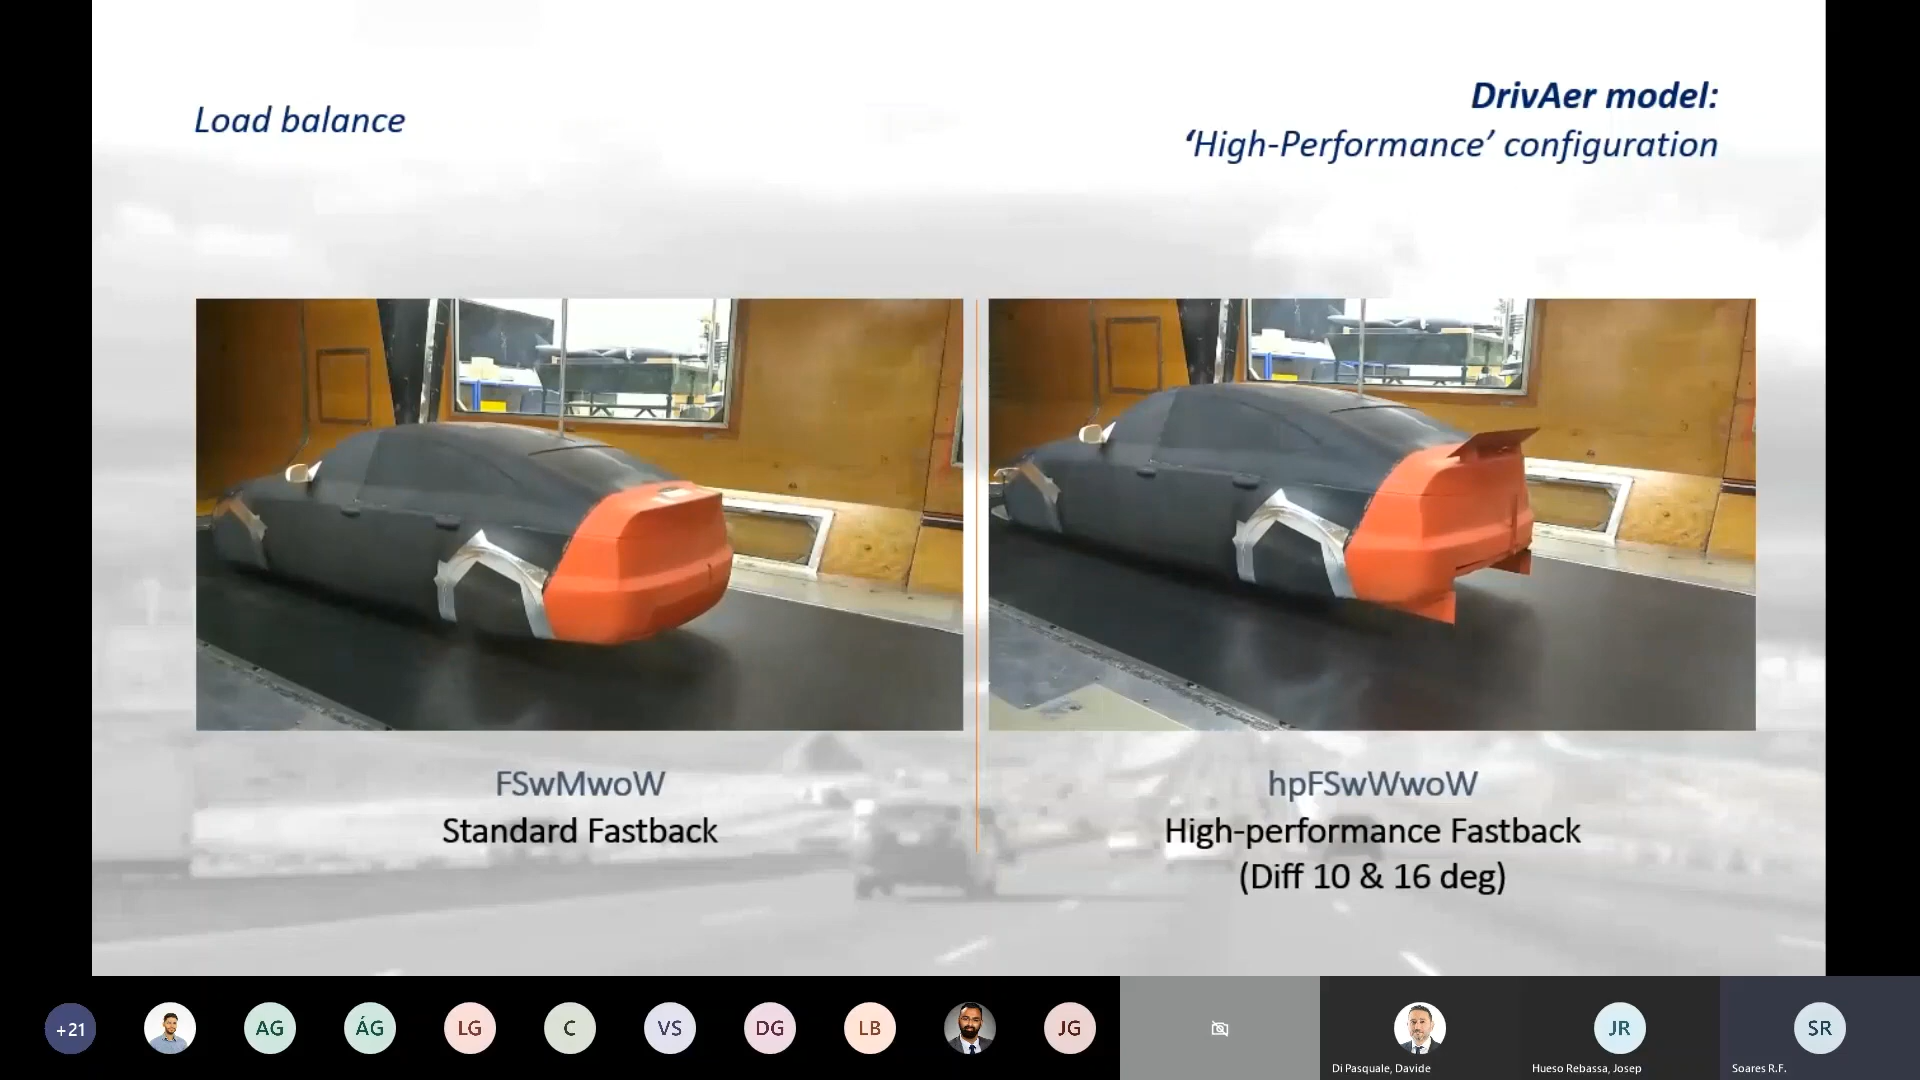 Load balance
DrivAer model:
‘High-Performance’ configuration
FSwMwoW
Standard Fastback
hpFSwWwoW
High-performance Fastback
(Diff 10 & 16 deg)
+21
AG
ÁG
LG
C
VS
DG
LB
JG
Di Pasquale, Davide
JR
Hueso Rebassa, Josep
SR
Soares R.F.